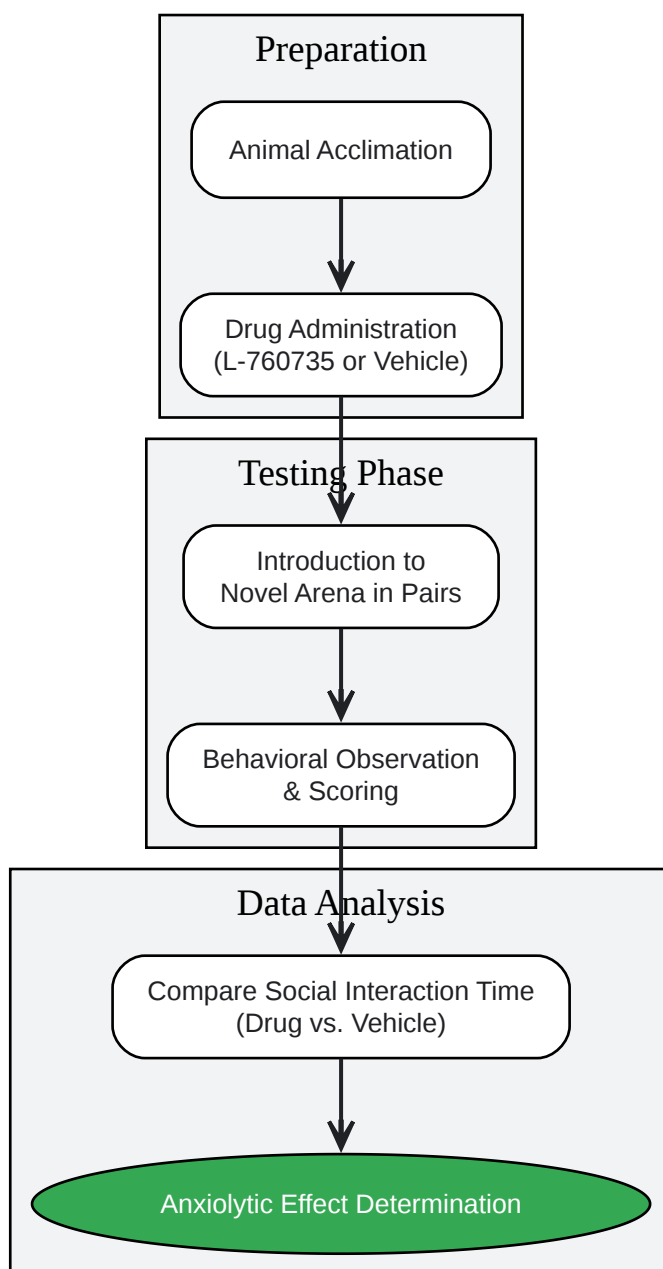 Preparation
Animal Acclimation
Drug Administration
(L-760735 or Vehicle)
Testing Phase
Introduction to
Novel Arena in Pairs
Behavioral Observation
& Scoring
Data Analysis
Compare Social Interaction Time
(Drug vs. Vehicle)
Anxiolytic Effect Determination